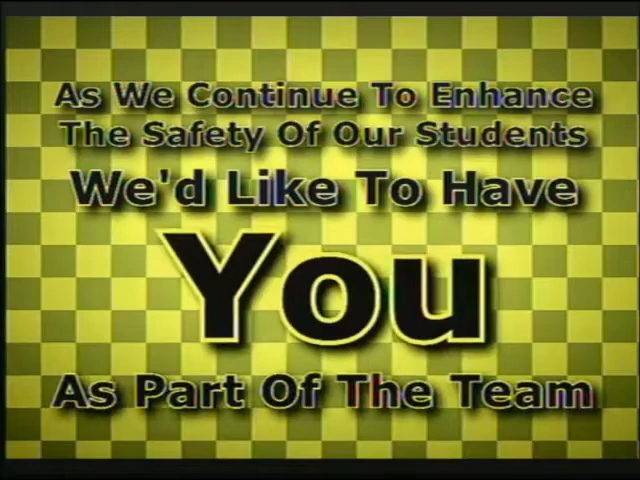 As We Continue To Enhance
The Safety Of Our Students
We'd Like To Have
You
As Part Of The Team